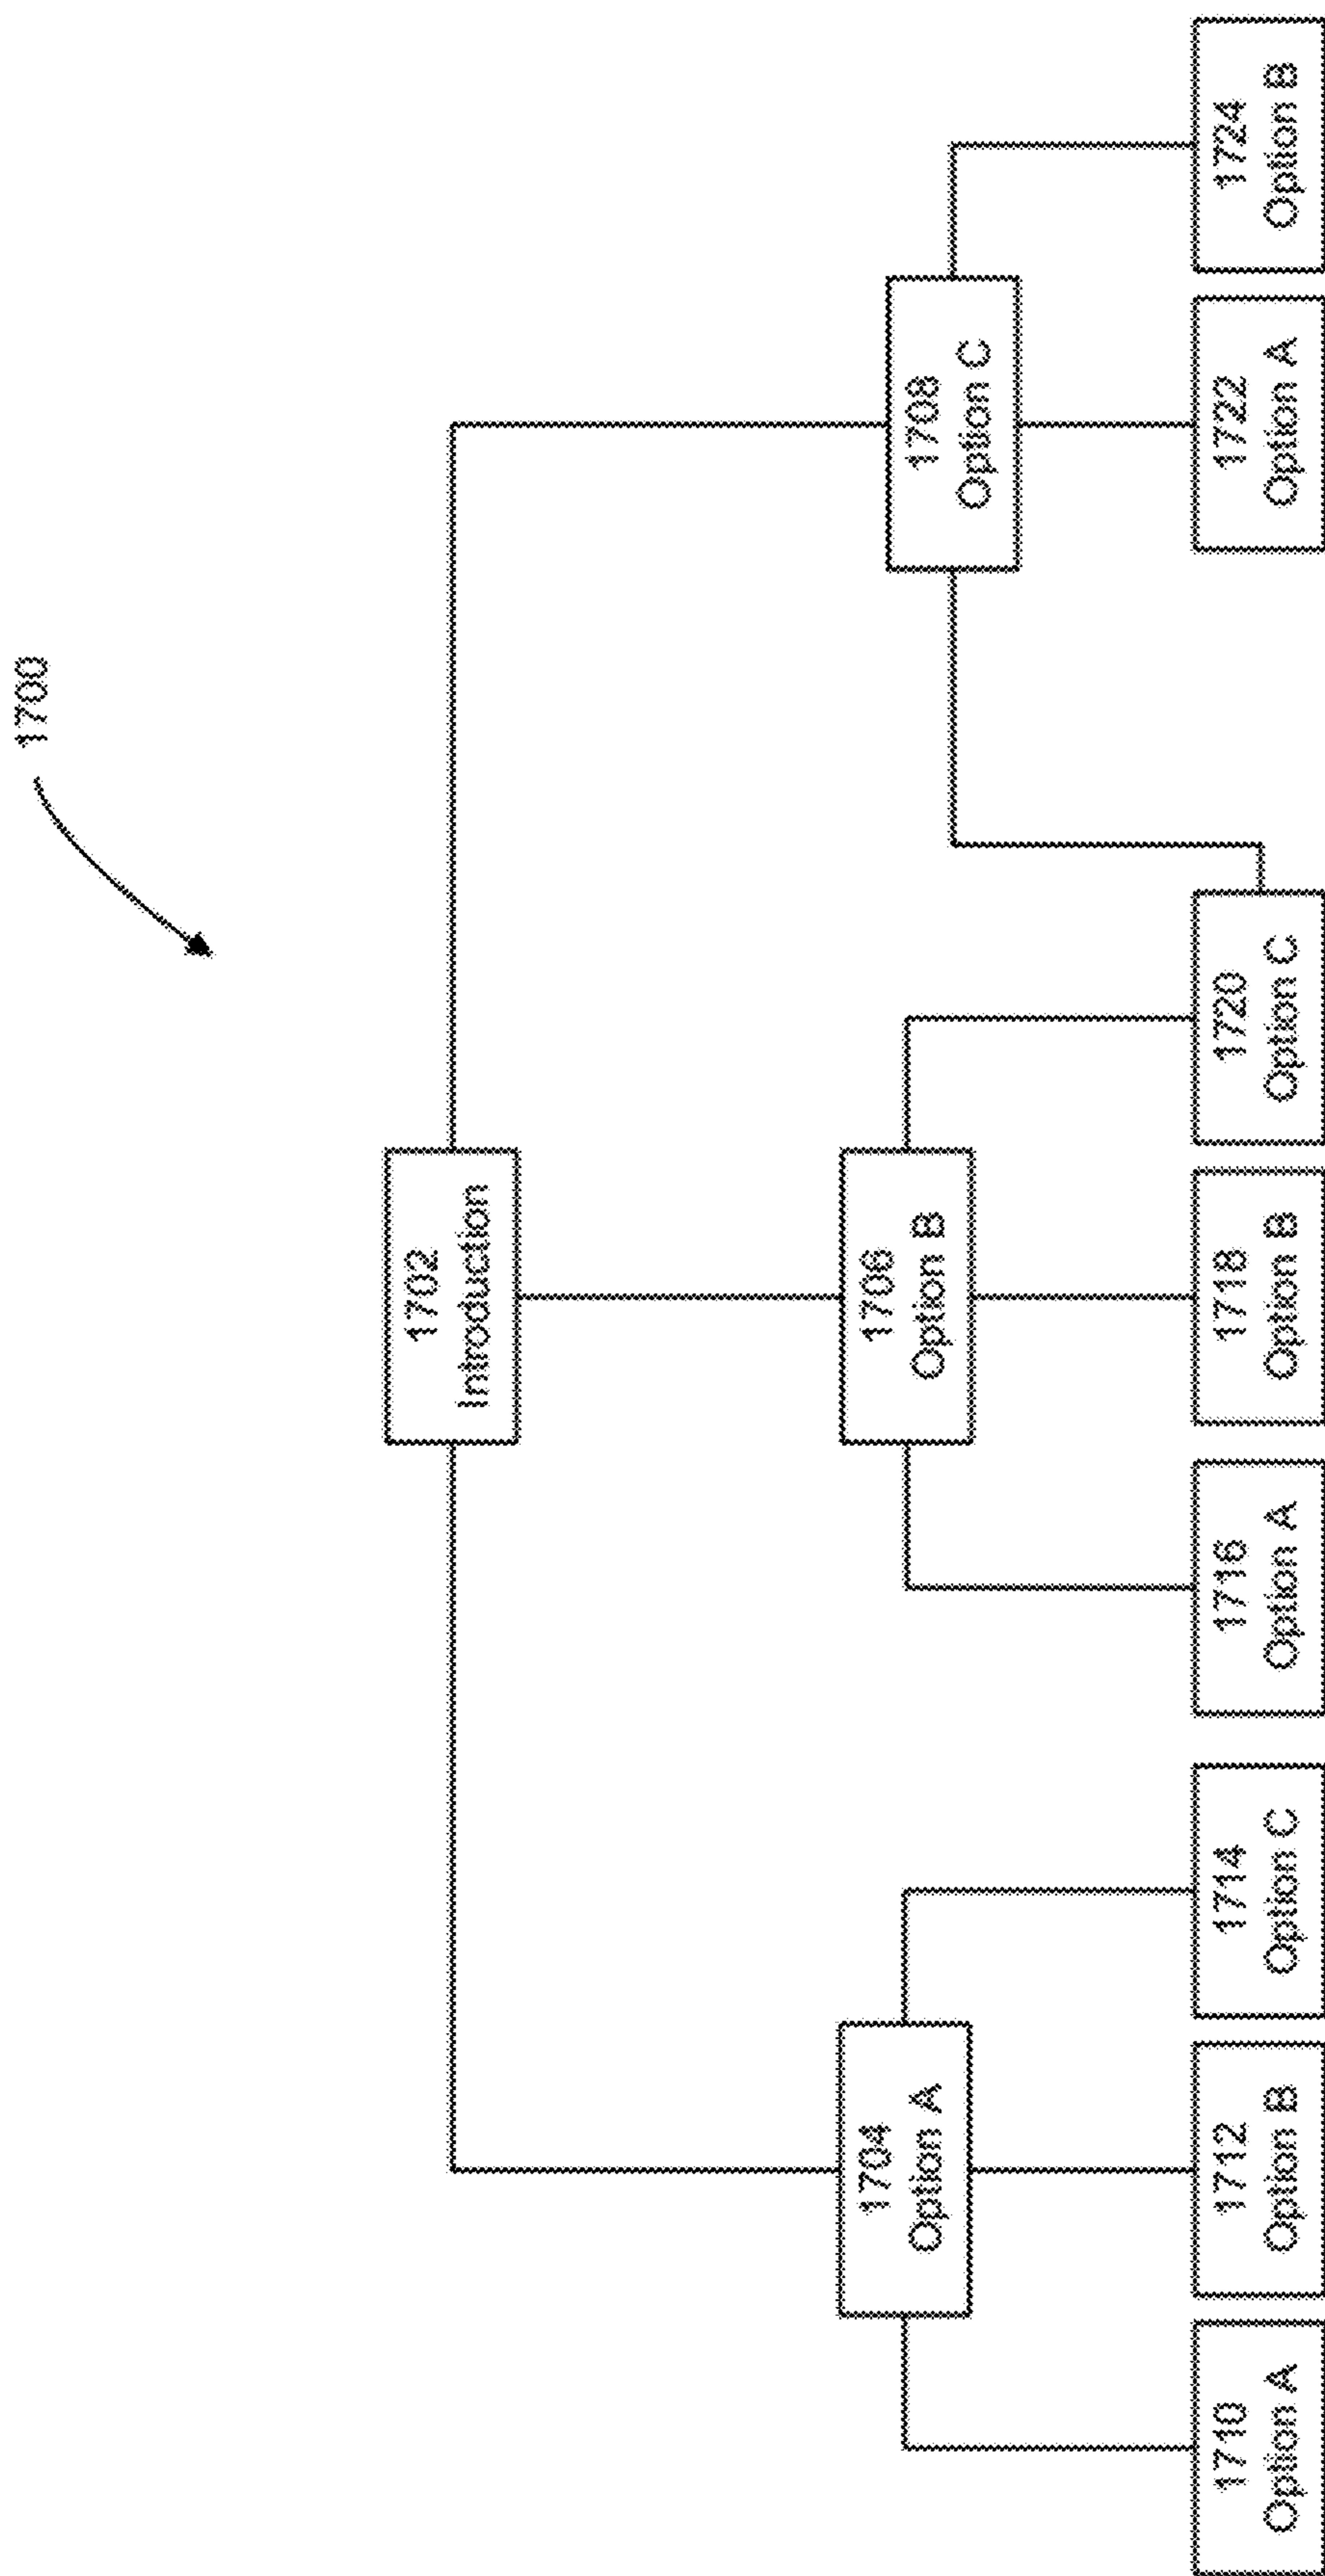 1700
1702
Introduction
1704
Option A
1706
Option B
1708
Option C
1710
Option A
1712
Option B
1714
Option C
1716
Option A
1718
Option B
1720
Option C
1722
Option A
1724
Option B